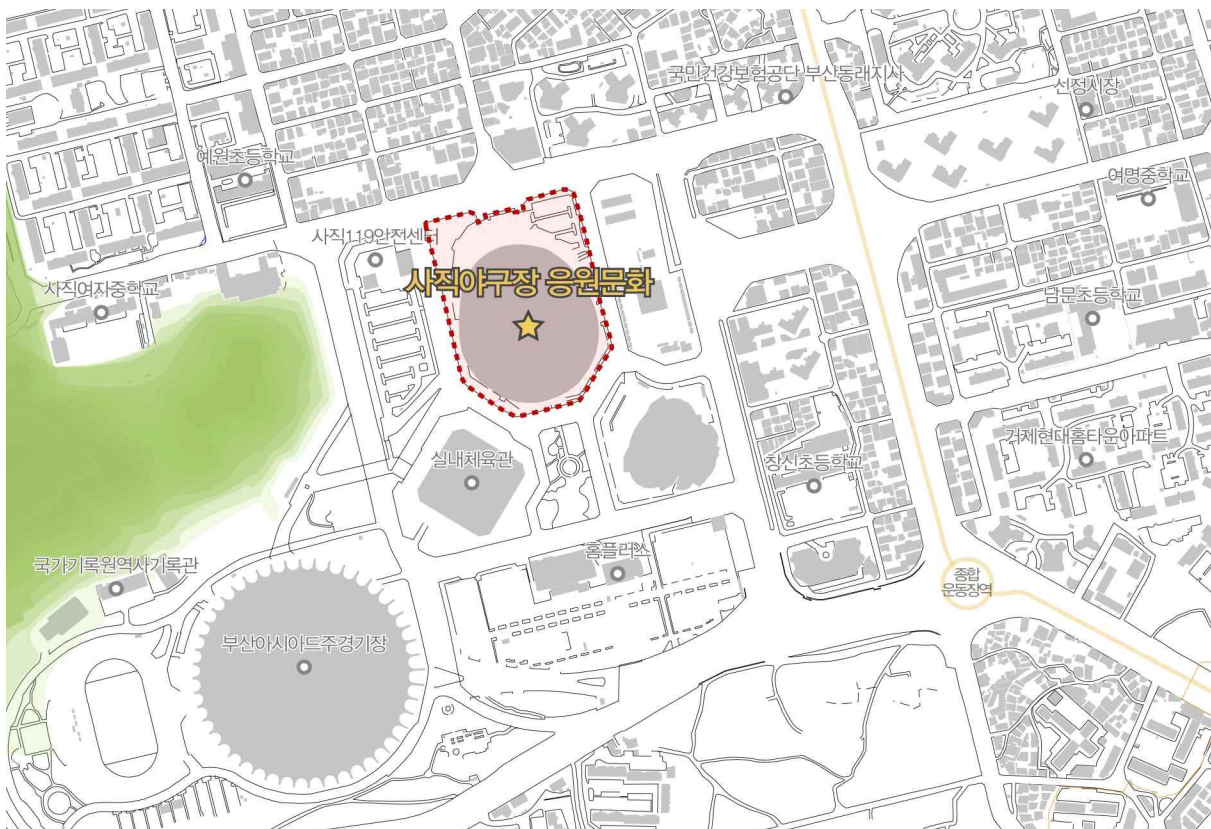 국민건강보험공단 부산동래지사
선정시장
예원초등학교
여명중학교
사직119안전센터
사직야구장 응원문화
사직여자중학교
남문초등학교
거제현대홈타운아파트
실내체육관
창신초등학교
홈플러스
국가기록원역사기록관
종합
운동장역
부산아시아드주경기장